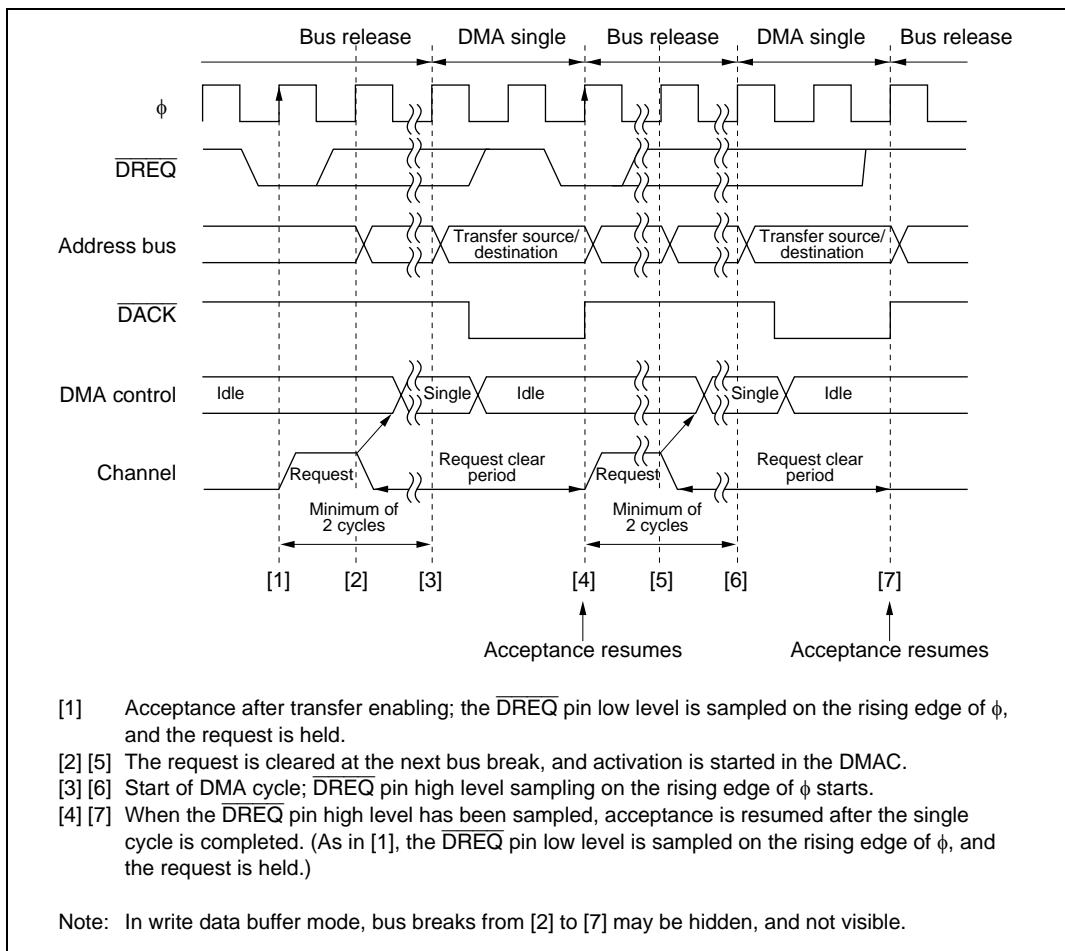 Bus release DMA single Bus release DMA single Bus release
ϕ
DREQ
Address bus
Transfer source/
destination
Transfer source/
destination
DACK
DMA control
Idle Single Idle Single Idle
Channel
Request
Request clear
period
Request
Request clear
period
Minimum of
2 cycles
Minimum of
2 cycles
[1] [2] [3] [4] [5] [6] [7]
Acceptance resumes Acceptance resumes
[1] Acceptance after transfer enabling; the DREQ pin low level is sampled on the rising edge of ϕ,
and the request is held.
[2] [5] The request is cleared at the next bus break, and activation is started in the DMAC.
[3] [6] Start of DMA cycle; DREQ pin high level sampling on the rising edge of ϕ starts.
[4] [7] When the DREQ pin high level has been sampled, acceptance is resumed after the single
cycle is completed. (As in [1], the DREQ pin low level is sampled on the rising edge of ϕ, and
the request is held.)
Note: In write data buffer mode, bus breaks from [2] to [7] may be hidden, and not visible.